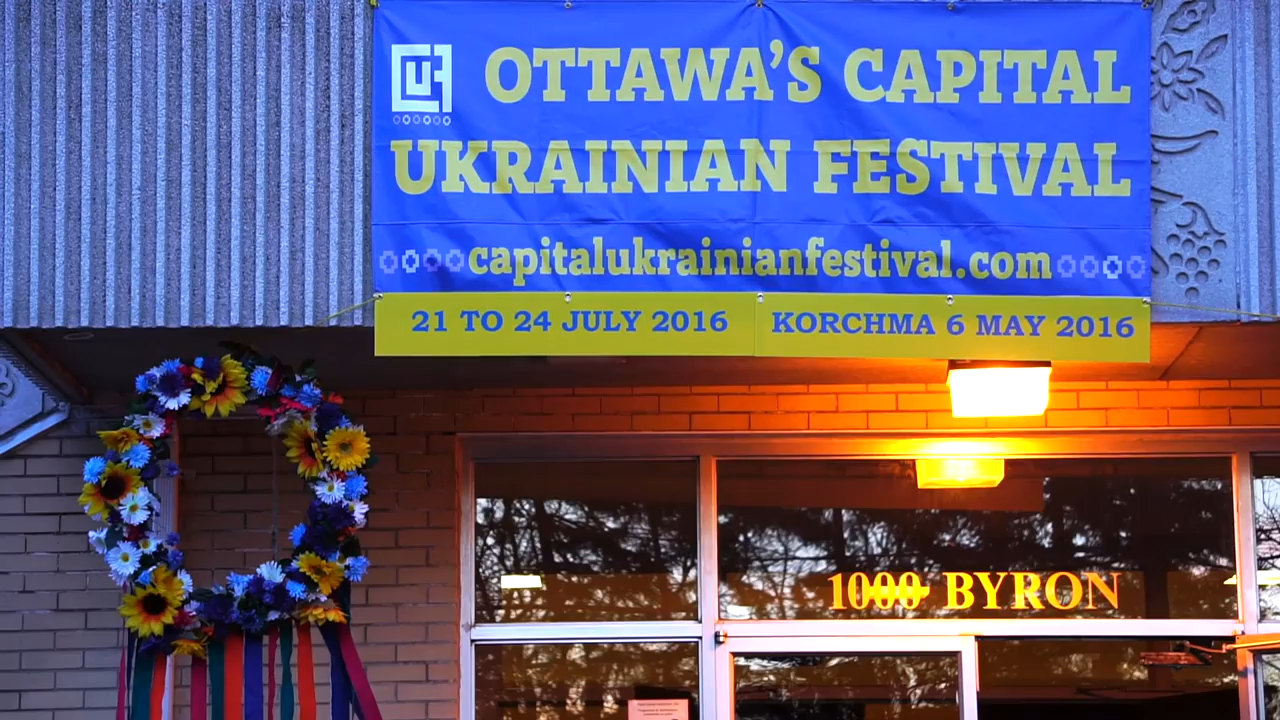 OTTAWA'S CAPITAL
UKRAINIAN FESTIVAL
capitalukrainianfestival.com
21 TO 24 JULY 2016
KORCHMA 6 MAY 2016
1000 BYRON